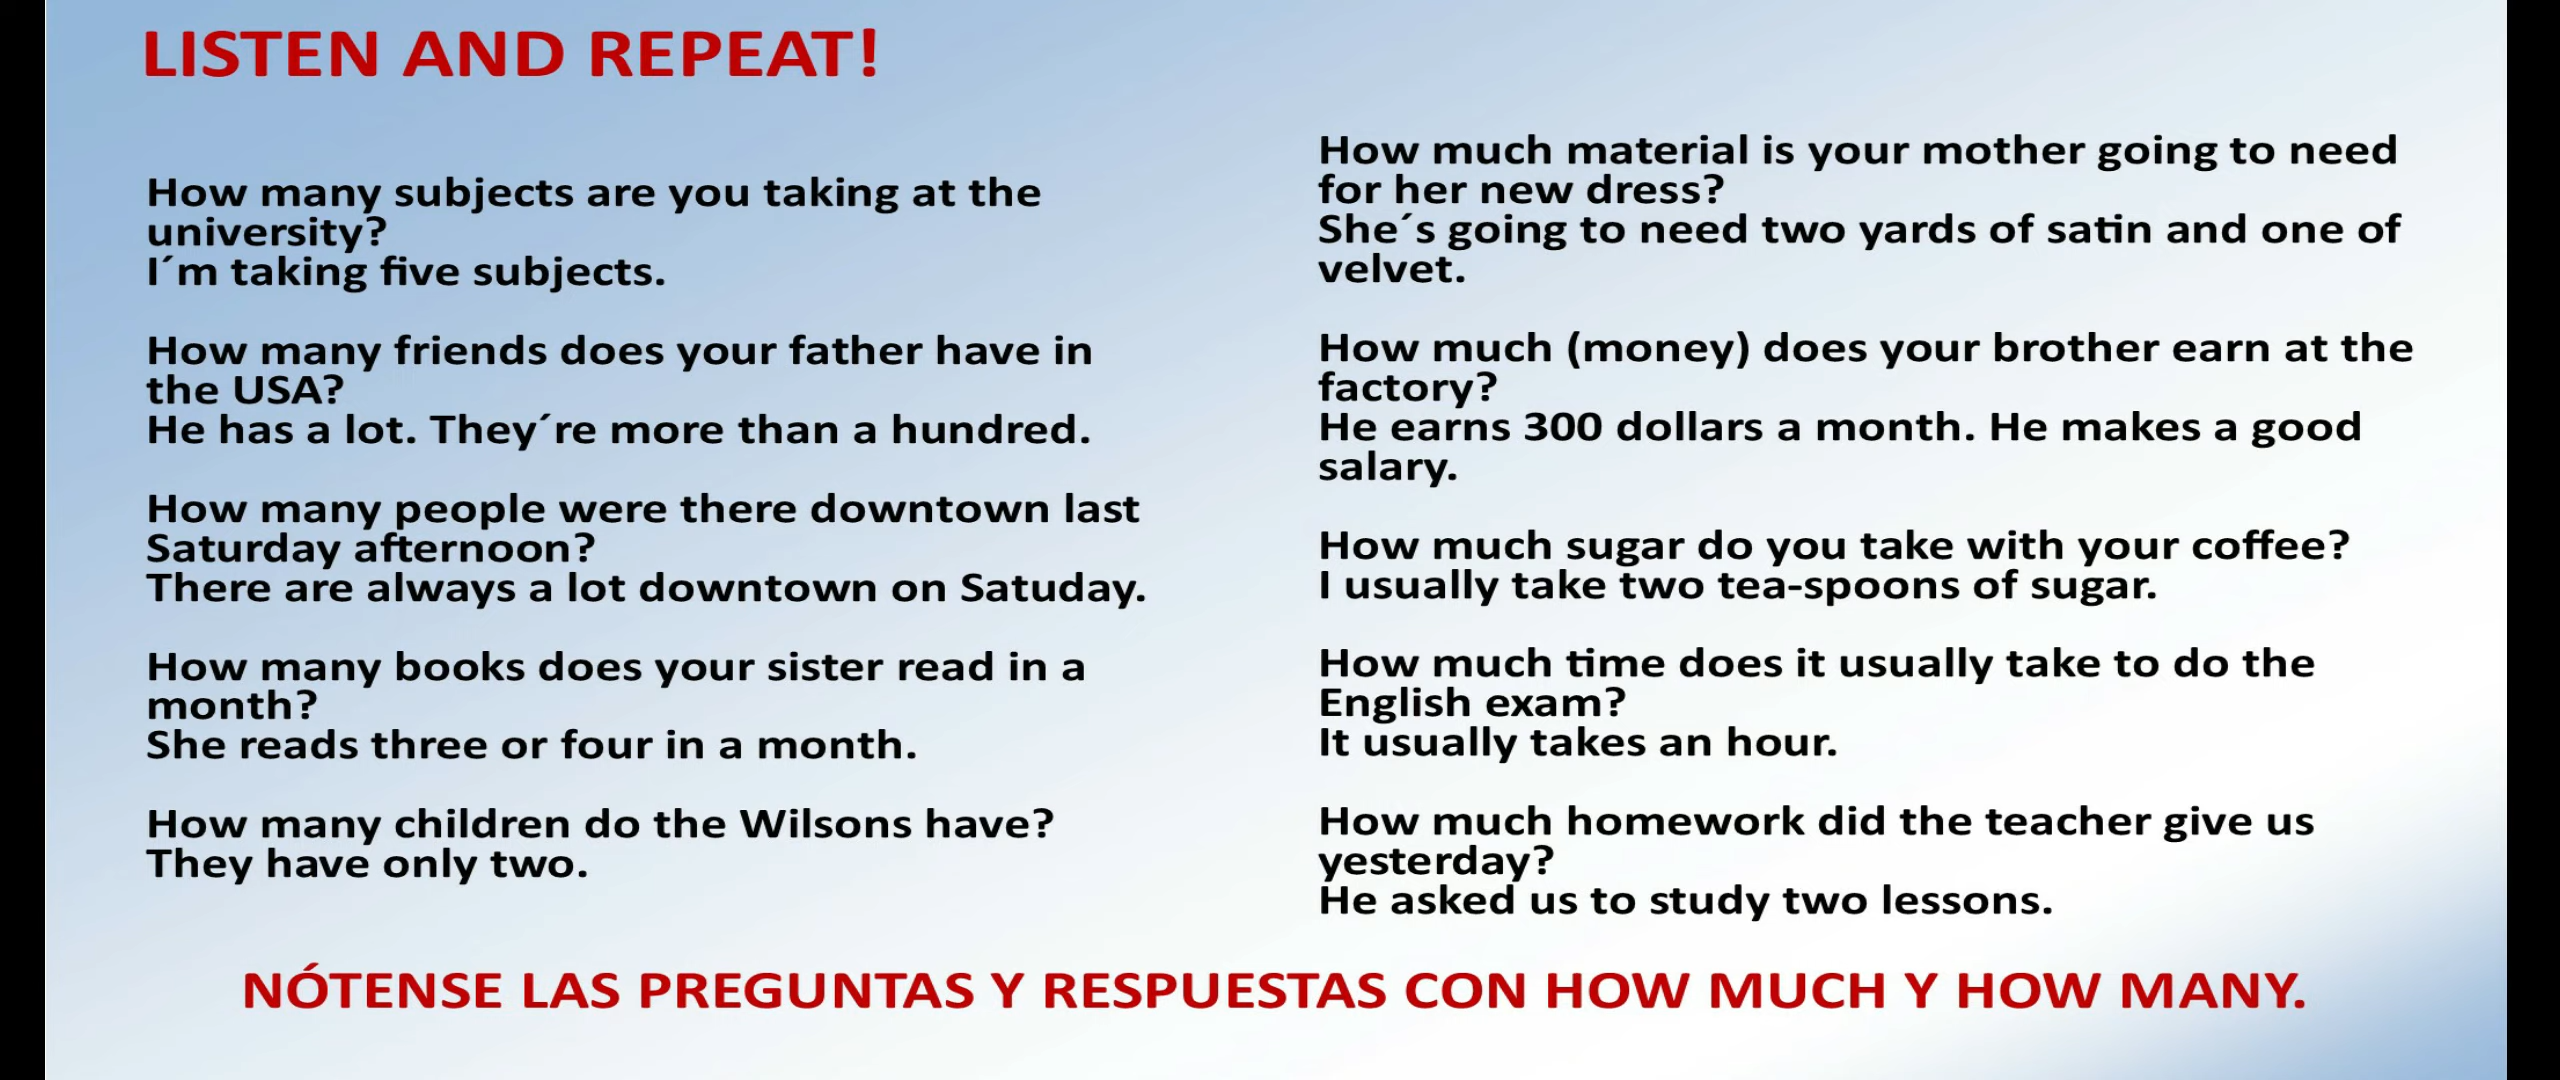 LISTEN AND REPEAT!
How many subjects are you taking at the
university?
I´m taking five subjects.
How many friends does your father have in
the USA?
He has a lot. They´re more than a hundred.
How many people were there downtown last
Saturday afternoon?
There are always a lot downtown on Satuday.
How many books does your sister read in a
month?
She reads three or four in a month.
How many children do the Wilsons have?
They have only two.
How much material is your mother going to need
for her new dress?
She´s going to need two yards of satin and one of
velvet.
How much (money) does your brother earn at the
factory?
He earns 300 dollars a month. He makes a good
salary.
How much sugar do you take with your coffee?
I usually take two tea-spoons of sugar.
How much time does it usually take to do the
English exam?
It usually takes an hour.
How much homework did the teacher give us
yesterday?
He asked us to study two lessons.
NÓTENSE LAS PREGUNTAS Y RESPUESTAS CON HOW MUCH Y HOW MANY.